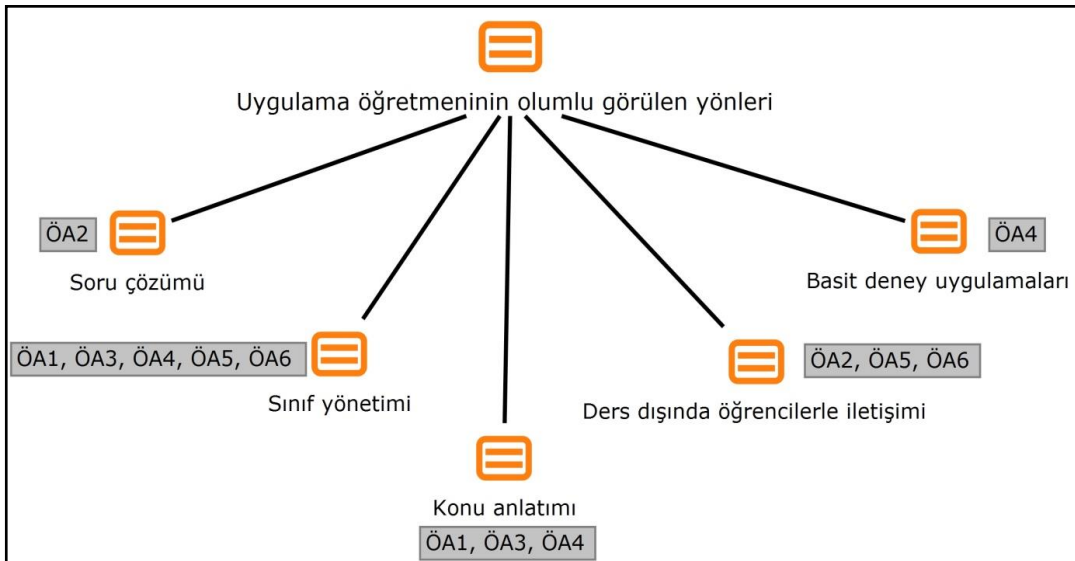 Uygulama öğretmeninin olumlu görülen yönleri
ÖA2
Soru çözümü
ÖA4
Basit deney uygulamaları
ÖA1, ÖA3, ÖA4, ÖA5, ÖA6
Sınıf yönetimi
ÖA2, ÖA5, ÖA6
Ders dışında öğrencilerle iletişimi
Konu anlatımı
ÖA1, ÖA3, ÖA4